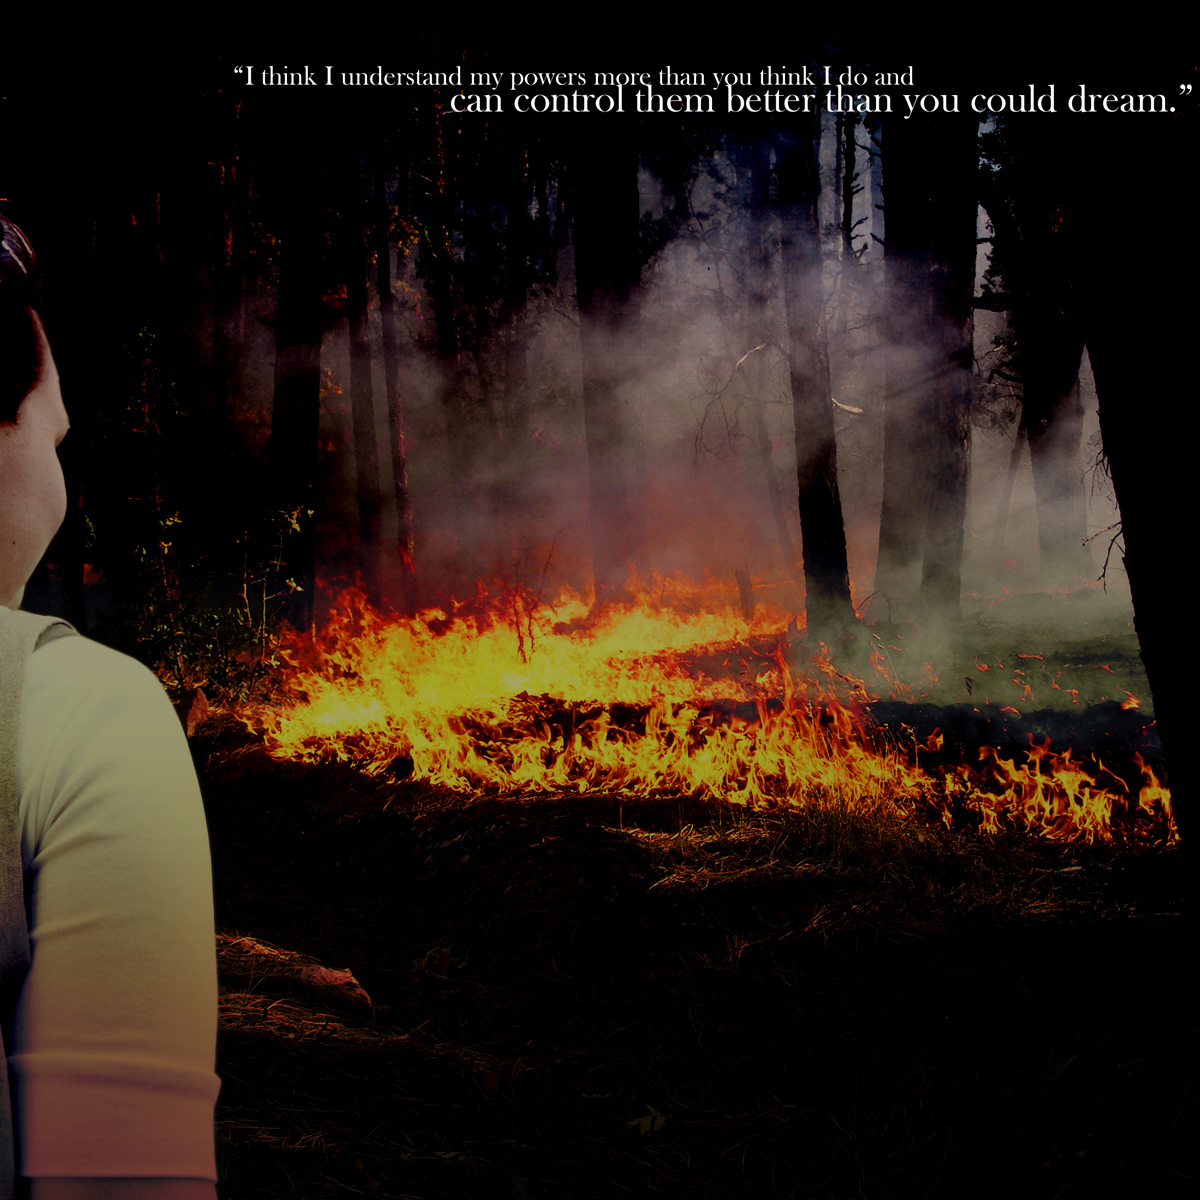 “I think I understand my powers more than you think I do and
can control them better than you could dream.”